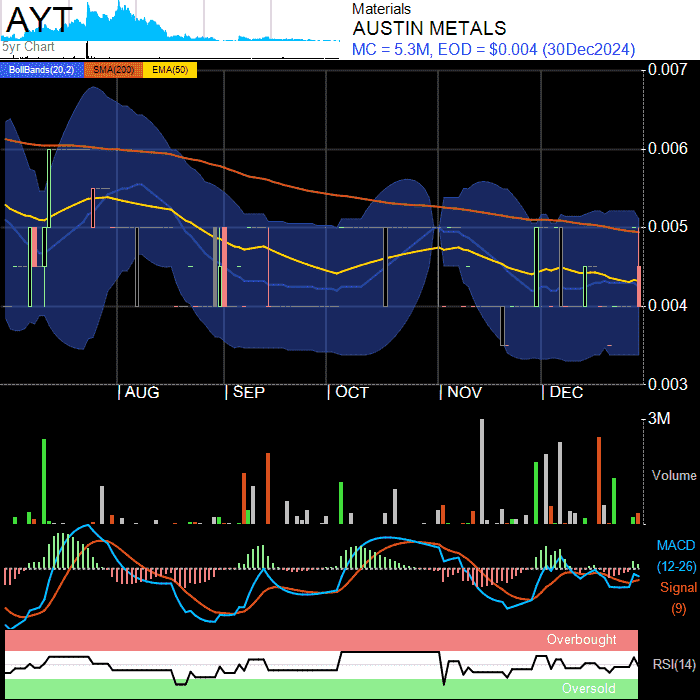 AYT
5yr Chart
Materials
AUSTIN METALS
MC = 5.3M, EOD = $0.004 (30Dec2024)
BollBands(20,2) SMA(200) EMA(50)
0.007
0.006
0.005
0.004
0.003
AUG SEP OCT NOV DEC
3M
Volume
MACD
(12-26)
Signal
(9)
Overbought
RSI(14)
Oversold